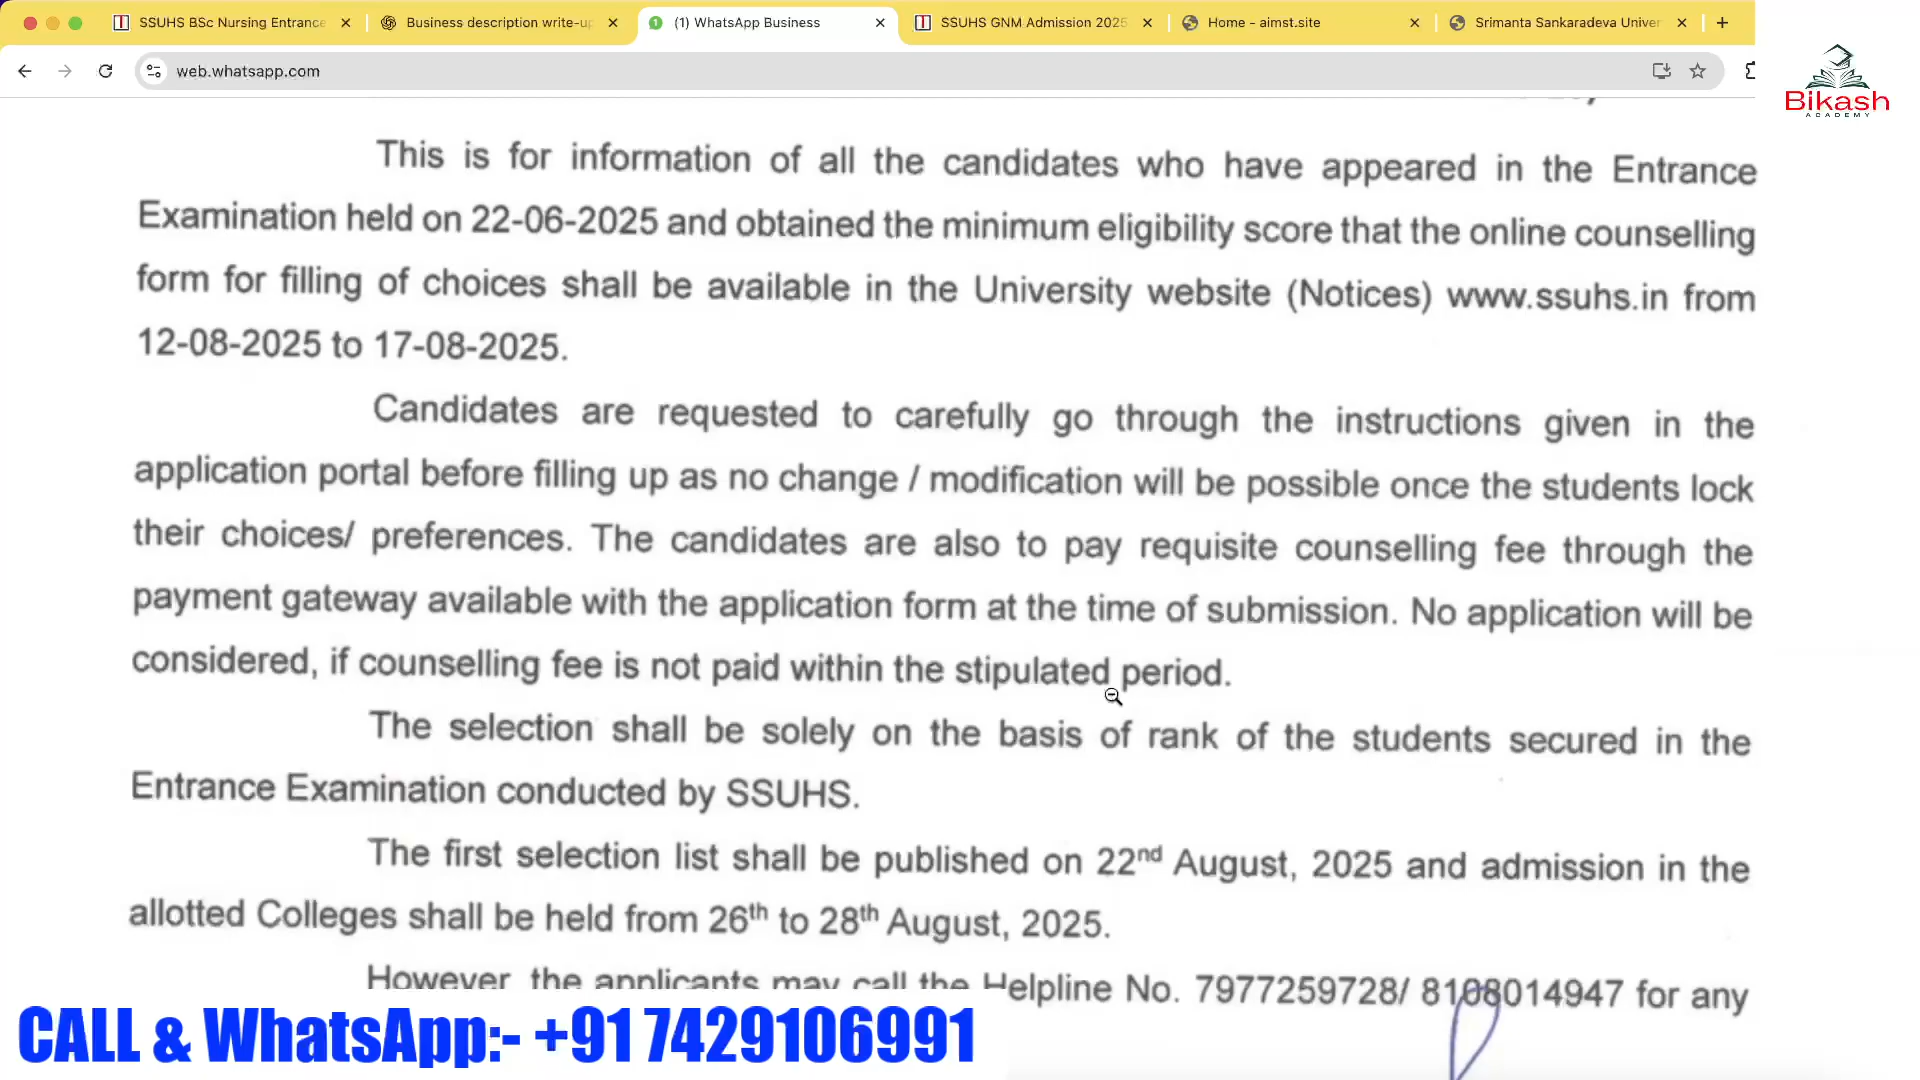 SSUHS BSc Nursing Entrance
Business description write-up
(1) WhatsApp Business
SSUHS GNM Admission 2025
Home - aimst.site
Srimanta Sankaradeva Univer
web.whatsapp.com
Bikash
ACADEMY
This is for information of all the candidates who have appeared in the Entrance
Examination held on 22-06-2025 and obtained the minimum eligibility score that the online counselling
form for filling of choices shall be available in the University website (Notices) www.ssuhs.in from
12-08-2025 to 17-08-2025.
Candidates are requested to carefully go through the instructions given in the
application portal before filling up as no change / modification will be possible once the students lock
their choices/ preferences. The candidates are also to pay requisite counselling fee through the
payment gateway available with the application form at the time of submission. No application will be
considered, if counselling fee is not paid within the stipulated period.
The selection shall be solely on the basis of rank of the students secured in the
Entrance Examination conducted by SSUHS.
The first selection list shall be published on 22nd August, 2025 and admission in the
allotted Colleges shall be held from 26th to 28th August, 2025.
However, the applicants may call the Helpline No. 7977259728/ 8108014947 for any
CALL & WhatsApp:- +91 7429106991